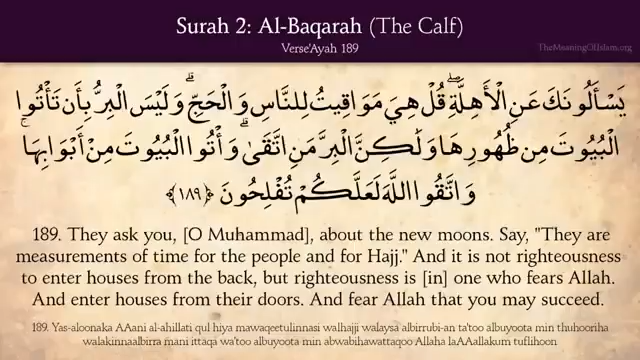 Surah 2: Al-Baqarah (The Calf)
Verse'Ayah 189
TheMeaningOfIslam.org
يَسْأَلُونَكَ عَنِ الْأَهِلَّةِ ۖ قُلْ هِيَ مَوَاقِيتُ لِلنَّاسِ وَالْحَجِّ ۗ وَلَيْسَ الْبِرُّ بِأَن تَأْتُوا
الْبُيُوتَ مِن ظُهُورِهَا وَلَٰكِنَّ الْبِرَّ مَنِ اتَّقَىٰ ۗ وَأْتُوا الْبُيُوتَ مِنْ أَبْوَابِهَا ۚ
وَاتَّقُوا اللَّهَ لَعَلَّكُمْ تُفْلِحُونَ ﴿١٨٩﴾
189. They ask you, [O Muhammad], about the new moons. Say, "They are
measurements of time for the people and for Hajj." And it is not righteousness
to enter houses from the back, but righteousness is [in] one who fears Allah.
And enter houses from their doors. And fear Allah that you may succeed.
189. Yas-aloonaka AAani al-ahillati qul hiya mawaqeetulinnasi walhajji walaysa albirrubi-an ta'too albuyoota min thuhooriha
walakinnaalbirra mani ittaqa wa'too albuyoota min abwabihawattaqoo Allaha laAAallakum tuflihoon